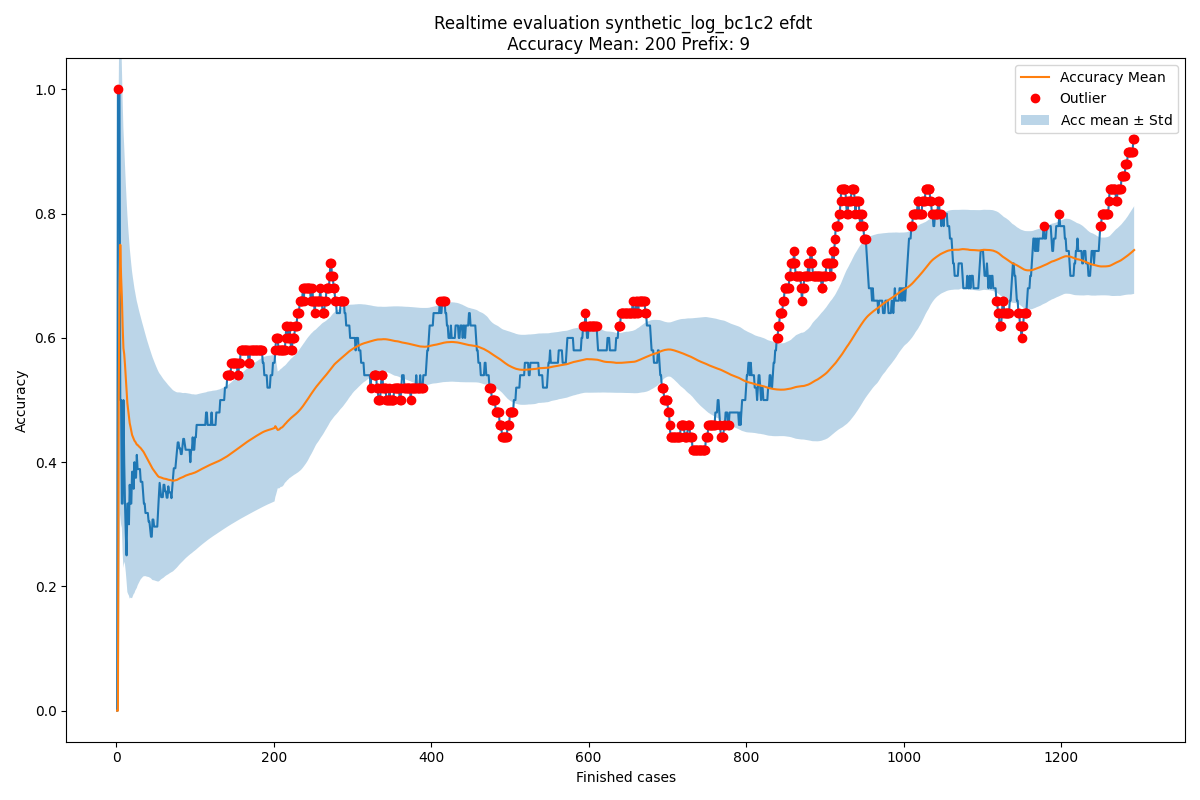 Realtime evaluation synthetic_log_bc1c2 efdt
Accuracy Mean: 200 Prefix: 9
Accuracy Mean
Outlier
Acc mean ± Std
1.0
0.8
0.6
0.4
0.2
0.0
Accuracy
0
200
400
600
800
1000
1200
Finished cases